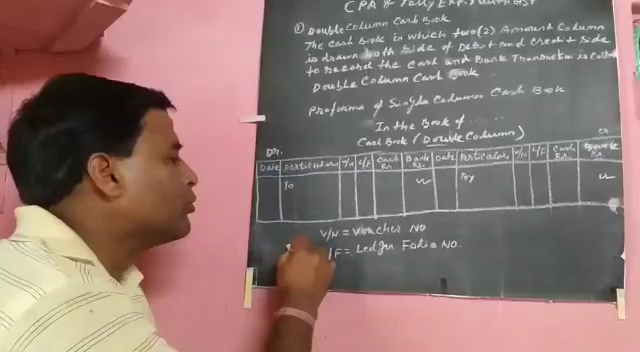 CPA & Tally Exp.
① Double Column Cash Book
The Cash Book in which two(2) Amount Column
is drawn both side of Debit and credit side
to record the cash and Bank Transaction is Call
Double Column Cash Book
Proforma of Single Column Cash Book
In the Book of ......
Cash Book (Double Column)
Dr. Cr
Date Particulars V/N L/F Cash Rs. Bank Rs. Date Particulars V/N L/F Cash Rs. Bank Rs.
To By
V/N = Voucher NO
/F = Ledger Folio NO.